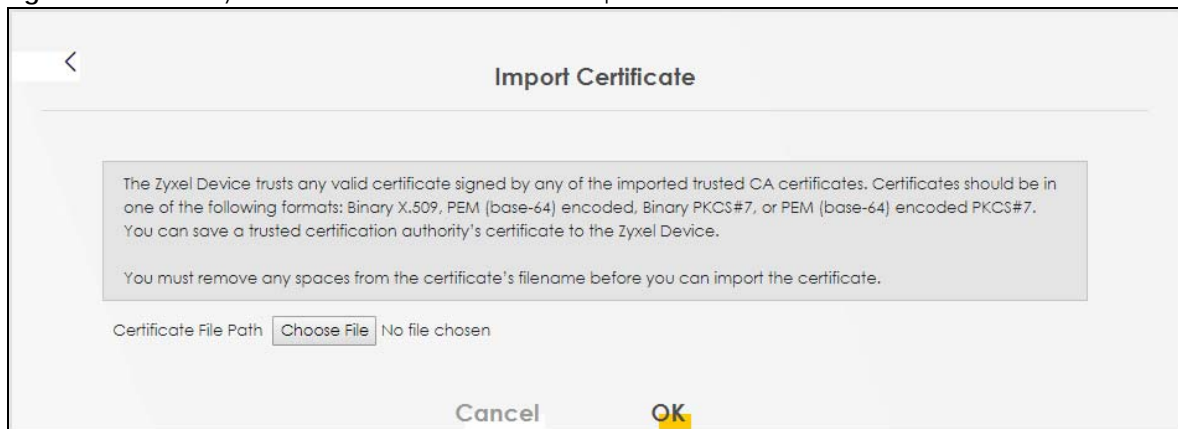 Import Certificate
The Zyxel Device trusts any valid certificate signed by any of the imported trusted CA certificates. Certificates should be in
one of the following formats: Binary X.509, PEM (base-64) encoded, Binary PKCS#7, or PEM (base-64) encoded PKCS#7.
You can save a trusted certification authority's certificate to the Zyxel Device.
You must remove any spaces from the certificate's filename before you can import the certificate.
Certificate File Path Choose File No file chosen
Cancel OK